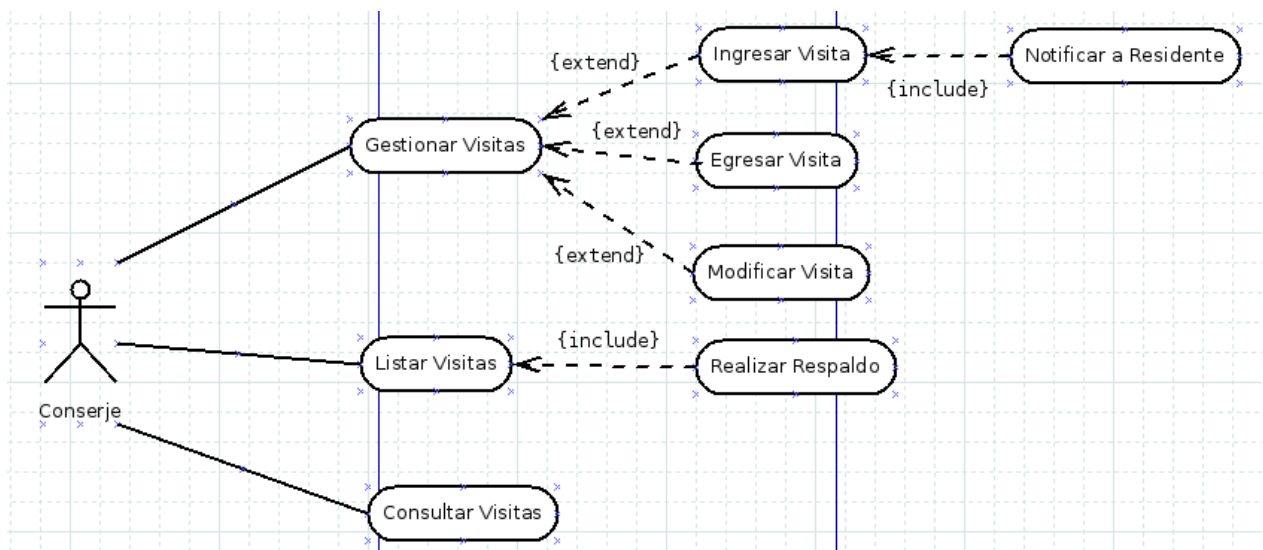 Ingresar Visita
Notificar a Residente
{extend}
{include}
{extend}
Gestionar Visitas
Egresar Visita
{extend}
Modificar Visita
{include}
Listar Visitas
Realizar Respaldo
Conserje
Consultar Visitas